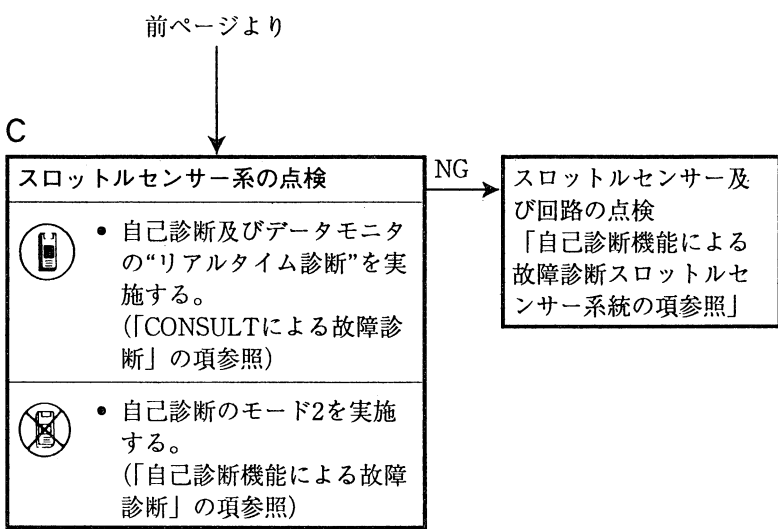 前ページより
C
スロットルセンサー系の点検
• 自己診断及びデータモニタ
の“リアルタイム診断”を実
施する。
(「CONSULTによる故障診
断」の項参照)
• 自己診断のモード2を実施
する。
(「自己診断機能による故障
診断」の項参照)
NG
スロットルセンサー及
び回路の点検
「自己診断機能による
故障診断スロットルセ
ンサー系統の項参照」